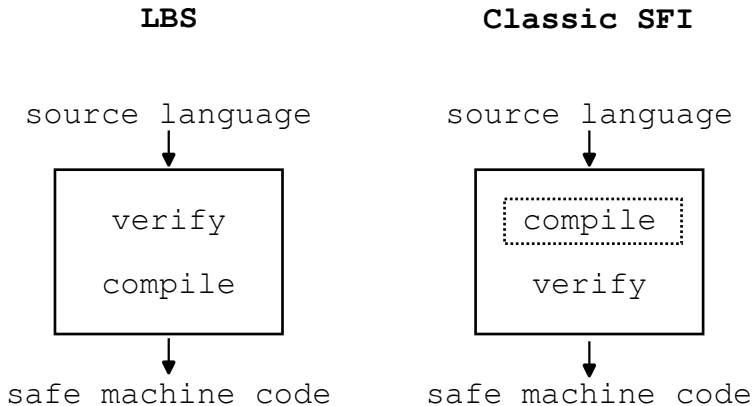 LBS
source language
verify
compile
safe machine code
Classic SFI
source language
compile
verify
safe machine code